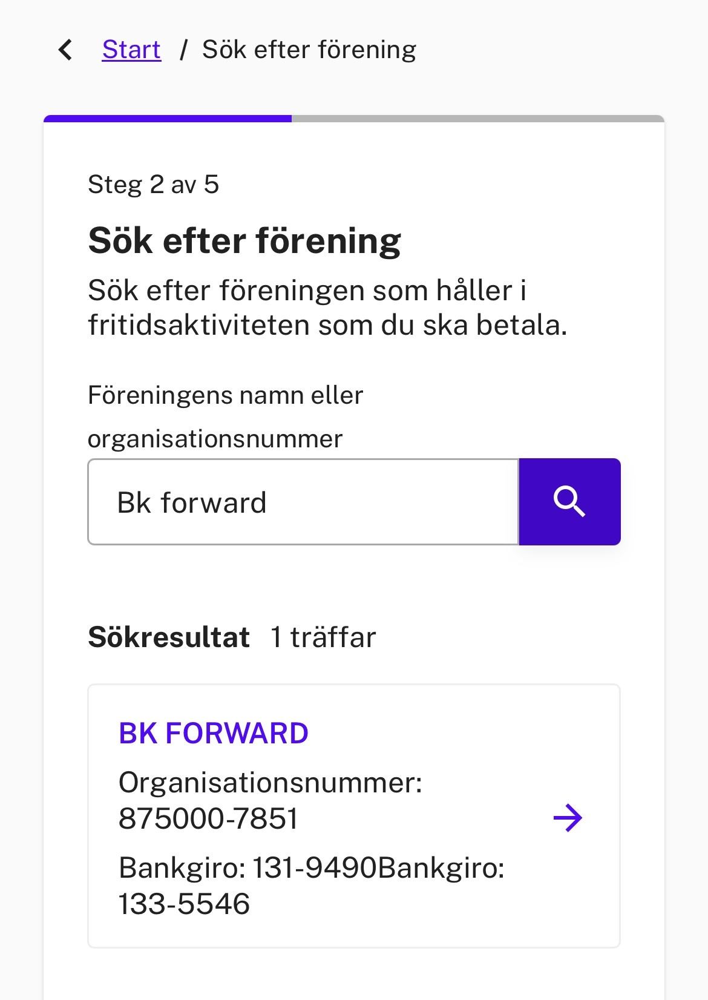 Start / Sök efter förening
Steg 2 av 5
Sök efter förening
Sök efter föreningen som håller i
fritidsaktiviteten som du ska betala.
Föreningens namn eller
organisationsnummer
Bk forward
Sökresultat 1 träffar
BK FORWARD
Organisationsnummer:
875000-7851
Bankgiro: 131-9490Bankgiro:
133-5546